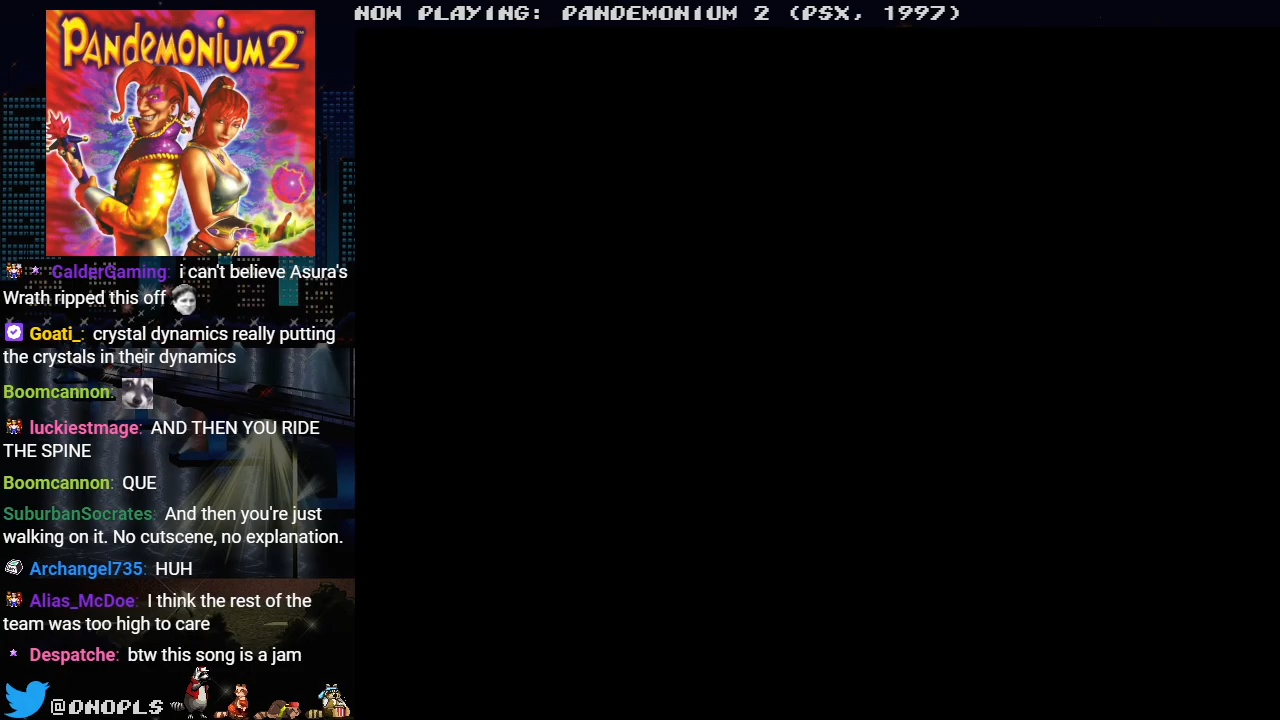 NOW PLAYING: PANDEMONIUM 2 (PSX, 1997)
PANDEMONIUM 2™
CalderGaming: i can't believe Asura's
Wrath ripped this off
Goati_: crystal dynamics really putting
the crystals in their dynamics
Boomcannon:
luckiestmage: AND THEN YOU RIDE
THE SPINE
Boomcannon: QUE
SuburbanSocrates: And then you're just
walking on it. No cutscene, no explanation.
Archangel735: HUH
Alias_McDoe: I think the rest of the
team was too high to care
Despatche: btw this song is a jam
@OHOPLS